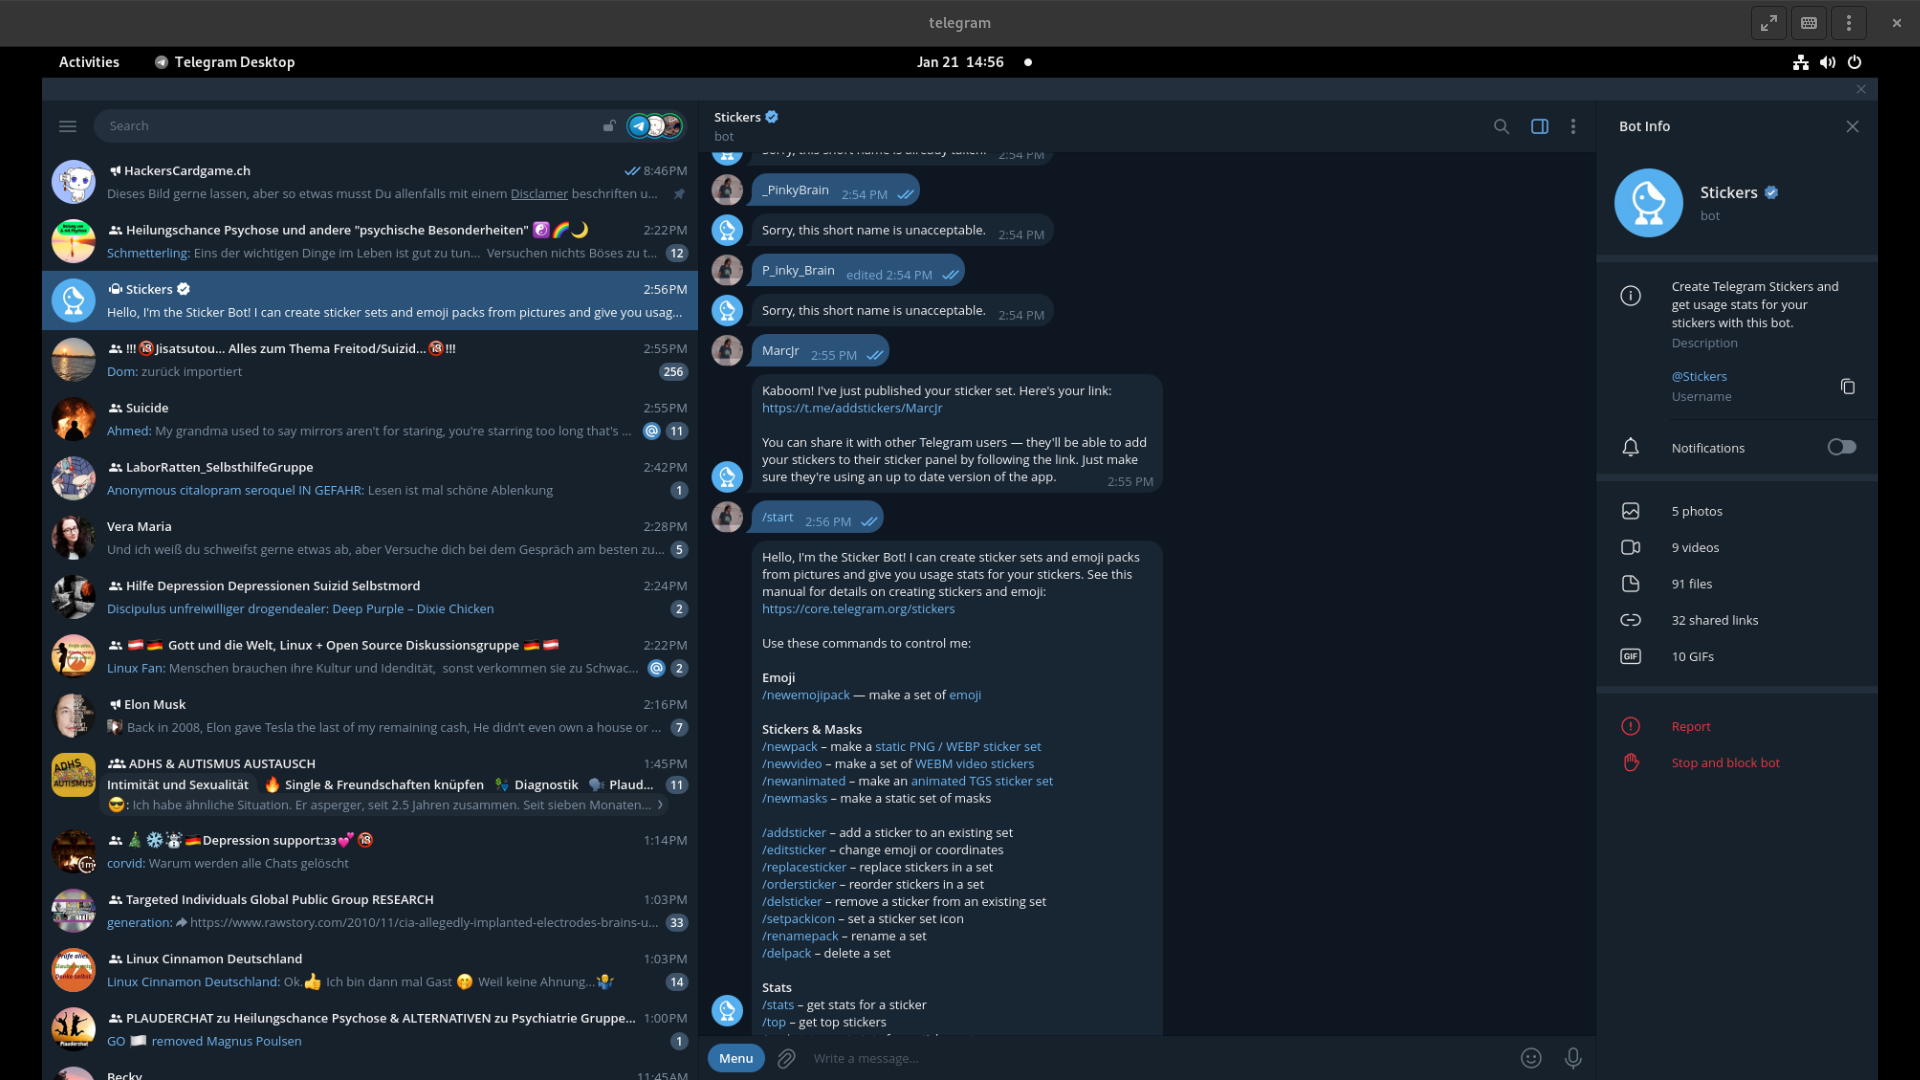 telegram
Activities
Telegram Desktop
Jan 21 14:56
Search
HackersCardgame.ch
8:46PM
Dieses Bild gerne lassen, aber so etwas musst Du allenfalls mit einem Disclamer beschriften u...
Heilungschance Psychose und andere "psychische Besonderheiten"
2:22PM
Schmetterling: Eins der wichtigen Dinge im Leben ist gut zu tun... Versuchen nichts Böses zu t...
12
Stickers
2:56PM
Hello, I'm the Sticker Bot! I can create sticker sets and emoji packs from pictures and give you usag...
!!!🔞Jisatsutou... Alles zum Thema Freitod/Suizid...🔞!!!
2:55PM
Dom: zurück importiert
256
Suicide
2:55PM
Ahmed: My grandma used to say mirrors aren't for staring, you're starring too long that's ...
@ 11
LaborRatten_SelbsthilfeGruppe
2:42PM
Anonymous citalopram seroquel IN GEFAHR: Lesen ist mal schöne Ablenkung
1
Vera Maria
2:28PM
Und ich weiß du schweifst gerne etwas ab, aber Versuche dich bei dem Gespräch am besten zu...
5
Hilfe Depression Depressionen Suizid Selbstmord
2:24PM
Discipulus unfreiwilliger drogendealer: Deep Purple – Dixie Chicken
2
Gott und die Welt, Linux + Open Source Diskussionsgruppe
2:22PM
Linux Fan: Menschen brauchen ihre Kultur und Idendität, sonst verkommen sie zu Schwac...
@ 2
Elon Musk
2:16PM
Back in 2008, Elon gave Tesla the last of my remaining cash, He didn't even own a house or ...
7
ADHS & AUTISMUS AUSTAUSCH
1:45PM
Intimität und Sexualität 🔥 Single & Freundschaften knüpfen Diagnostik Plaud...
11
😎: Ich habe ähnliche Situation. Er asperger, seit 2.5 Jahren zusammen. Seit sieben Monaten...
Depression support:33💕🔞
1:14PM
corvid: Warum werden alle Chats gelöscht
1m
Targeted Individuals Global Public Group RESEARCH
1:03PM
generation: https://www.rawstory.com/2010/11/cia-allegedly-implanted-electrodes-brains-u...
33
Linux Cinnamon Deutschland
1:03PM
Linux Cinnamon Deutschland: Ok.👍 Ich bin dann mal Gast 🤭 Weil keine Ahnung...🤷‍♂️
14
PLAUDERCHAT zu Heilungschance Psychose & ALTERNATIVEN zu Psychiatrie Gruppe...
1:00PM
GO 🏳️ removed Magnus Poulsen
1
Becky
11:45AM
Stickers
bot
Sorry, this short name is already taken. 2:54 PM
_PinkyBrain 2:54 PM
Sorry, this short name is unacceptable. 2:54 PM
P_inky_Brain edited 2:54 PM
Sorry, this short name is unacceptable. 2:54 PM
MarcJr 2:55 PM
Kaboom! I've just published your sticker set. Here's your link:
https://t.me/addstickers/MarcJr
You can share it with other Telegram users — they'll be able to add
your stickers to their sticker panel by following the link. Just make
sure they're using an up to date version of the app. 2:55 PM
/start 2:56 PM
Hello, I'm the Sticker Bot! I can create sticker sets and emoji packs
from pictures and give you usage stats for your stickers. See this
manual for details on creating stickers and emoji:
https://core.telegram.org/stickers
Use these commands to control me:
Emoji
/newemojipack — make a set of emoji
Stickers & Masks
/newpack – make a static PNG / WEBP sticker set
/newvideo – make a set of WEBM video stickers
/newanimated – make an animated TGS sticker set
/newmasks – make a static set of masks
/addsticker – add a sticker to an existing set
/editsticker – change emoji or coordinates
/replacesticker – replace stickers in a set
/ordersticker – reorder stickers in a set
/delsticker – remove a sticker from an existing set
/setpackicon – set a sticker set icon
/renamepack – rename a set
/delpack – delete a set
Stats
/stats – get stats for a sticker
/top – get top stickers
Menu
Write a message...
Bot Info
Stickers
bot
Create Telegram Stickers and
get usage stats for your
stickers with this bot.
Description
@Stickers
Username
Notifications
5 photos
9 videos
91 files
32 shared links
GIF
10 GIFs
Report
Stop and block bot